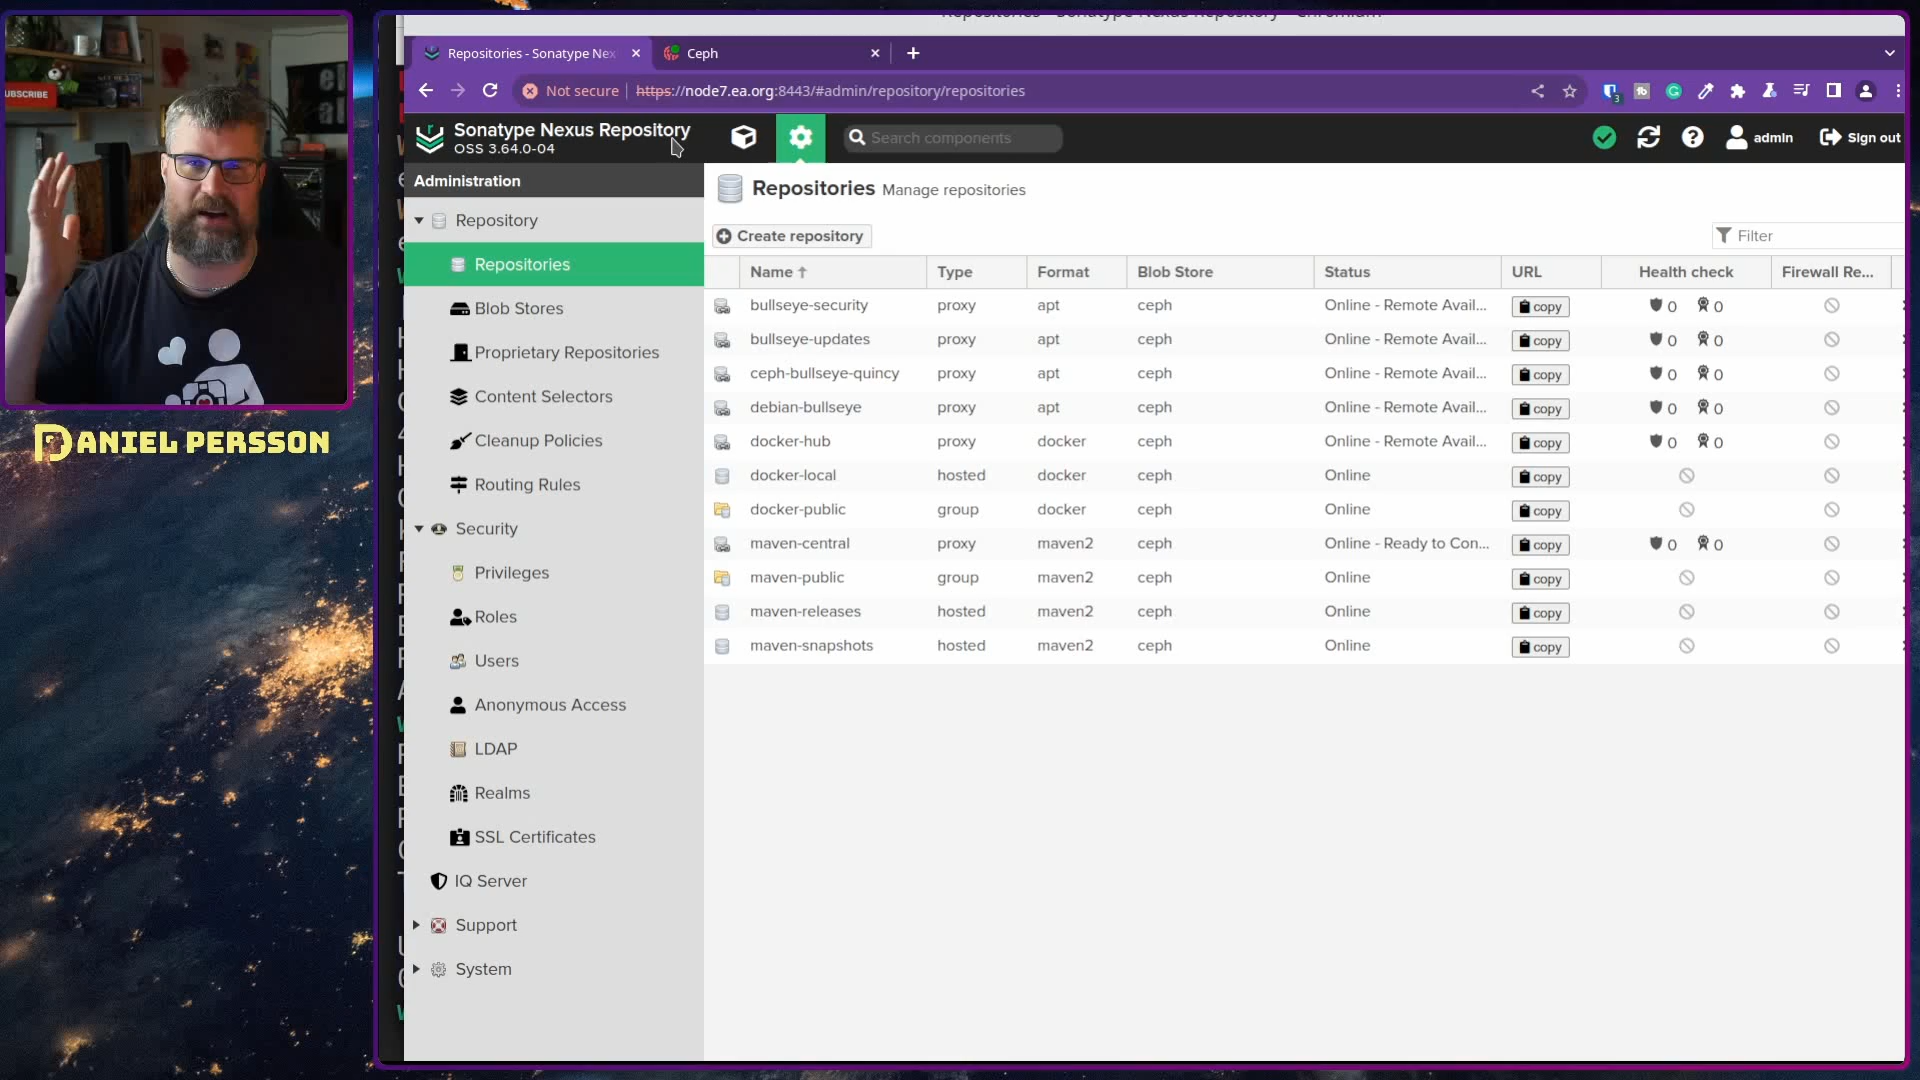 Repositories - Sonatype Nexus Repository - Chromium
Repositories - Sonatype Nex
Ceph
Not secure
https://node7.ea.org:8443/#admin/repository/repositories
3
SUBSCRIBE
DANIEL PERSSON
Sonatype Nexus Repository
OSS 3.64.0-04
Search components
admin
Sign out
Administration
Repository
Repositories
Blob Stores
Proprietary Repositories
Content Selectors
Cleanup Policies
Routing Rules
Security
Privileges
Roles
Users
Anonymous Access
LDAP
Realms
SSL Certificates
IQ Server
Support
System
Repositories Manage repositories
Create repository
Filter
Name Type Format Blob Store Status URL Health check Firewall Re...
bullseye-security proxy apt ceph Online - Remote Avail... copy 0 0
bullseye-updates proxy apt ceph Online - Remote Avail... copy 0 0
ceph-bullseye-quincy proxy apt ceph Online - Remote Avail... copy 0 0
debian-bullseye proxy apt ceph Online - Remote Avail... copy 0 0
docker-hub proxy docker ceph Online - Remote Avail... copy 0 0
docker-local hosted docker ceph Online copy
docker-public group docker ceph Online copy
maven-central proxy maven2 ceph Online - Ready to Con... copy 0 0
maven-public group maven2 ceph Online copy
maven-releases hosted maven2 ceph Online copy
maven-snapshots hosted maven2 ceph Online copy